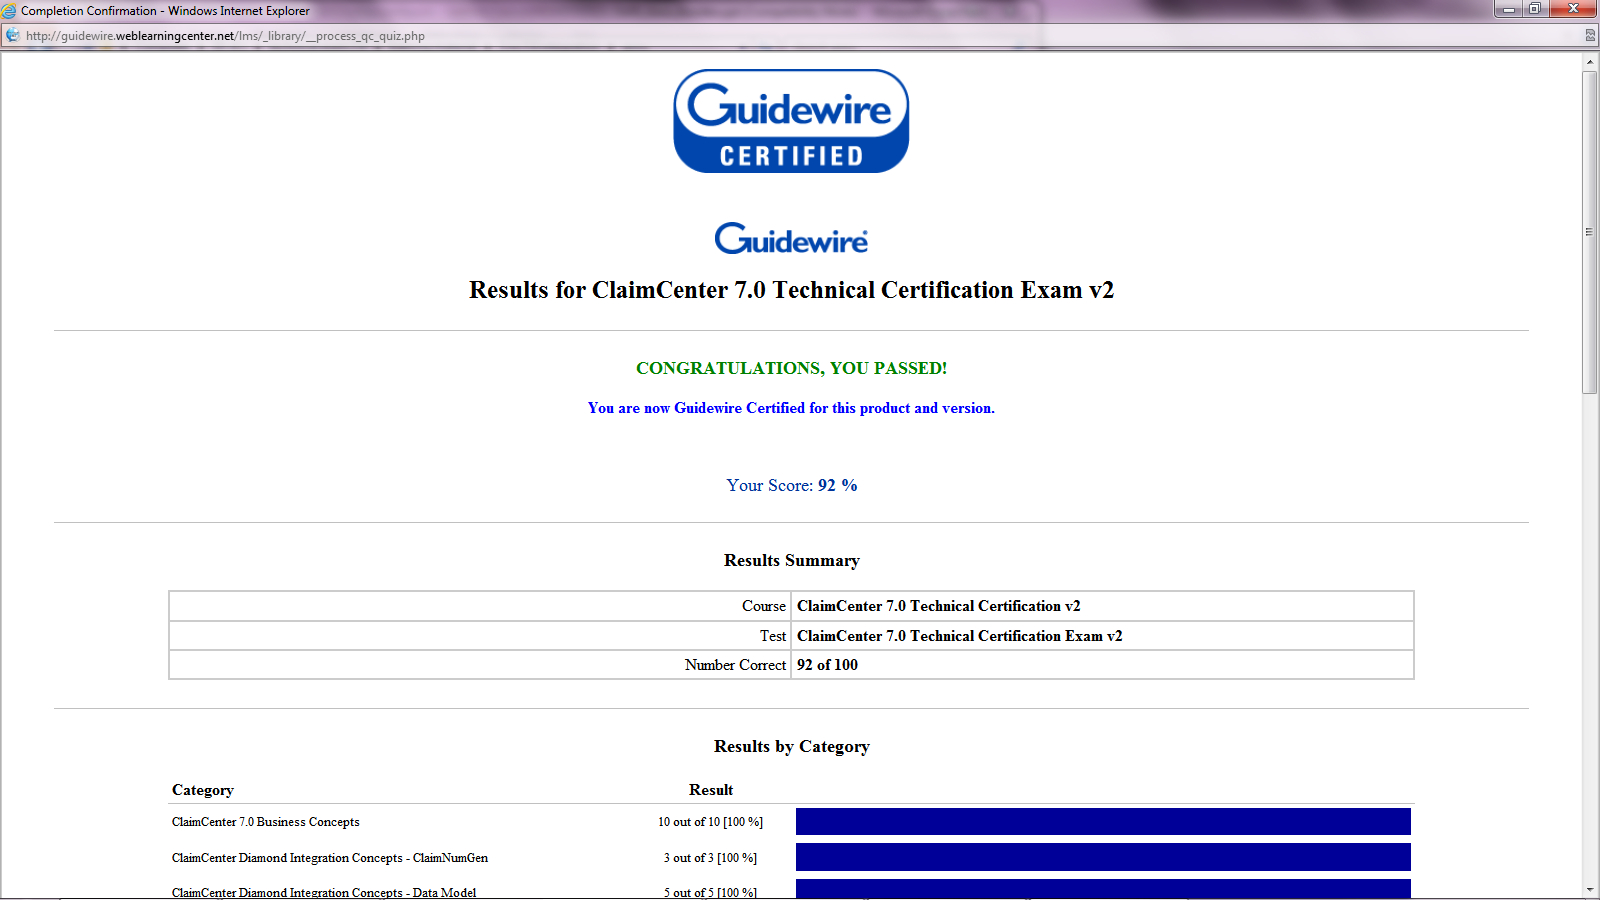 Completion Confirmation - Windows Internet Explorer
http://guidewire.weblearningcenter.net/lms/_library/__process_qc_quiz.php
Guidewire
CERTIFIED
Guidewire
Results for ClaimCenter 7.0 Technical Certification Exam v2
CONGRATULATIONS, YOU PASSED!
You are now Guidewire Certified for this product and version.
Your Score: 92 %
Results Summary
Course ClaimCenter 7.0 Technical Certification v2
Test ClaimCenter 7.0 Technical Certification Exam v2
Number Correct 92 of 100
Results by Category
Category Result
ClaimCenter 7.0 Business Concepts 10 out of 10 [100 %]
ClaimCenter Diamond Integration Concepts - ClaimNumGen 3 out of 3 [100 %]
ClaimCenter Diamond Integration Concepts - Data Model 5 out of 5 [100 %]